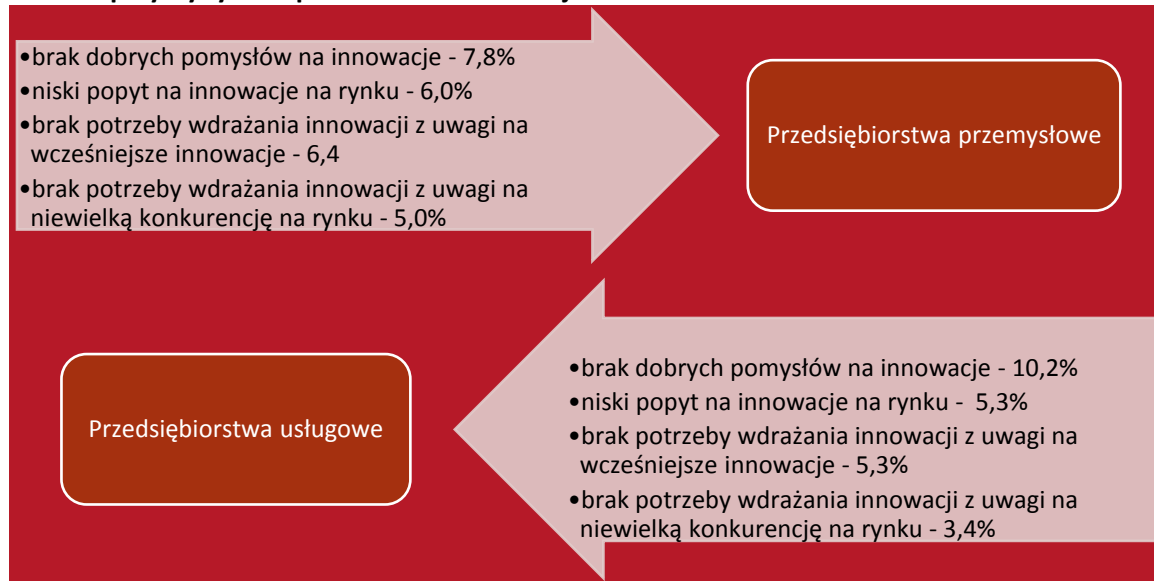 •brak dobrych pomysłów na innowacje - 7,8%
•niski popyt na innowacje na rynku - 6,0%
•brak potrzeby wdrażania innowacji z uwagi na
wcześniejsze innowacje - 6,4
•brak potrzeby wdrażania innowacji z uwagi na
niewielką konkurencję na rynku - 5,0%
Przedsiębiorstwa przemysłowe
Przedsiębiorstwa usługowe
•brak dobrych pomysłów na innowacje - 10,2%
•niski popyt na innowacje na rynku - 5,3%
•brak potrzeby wdrażania innowacji z uwagi na
wcześniejsze innowacje - 5,3%
•brak potrzeby wdrażania innowacji z uwagi na
niewielką konkurencję na rynku - 3,4%